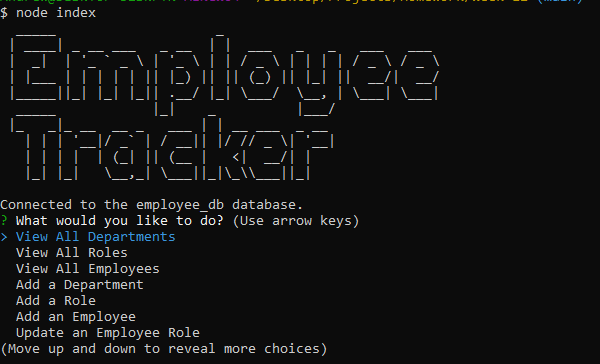 $ node index
Employee
Tracker
Connected to the employee_db database.
? What would you like to do? (Use arrow keys)
> View All Departments
View All Roles
View All Employees
Add a Department
Add a Role
Add an Employee
Update an Employee Role
(Move up and down to reveal more choices)